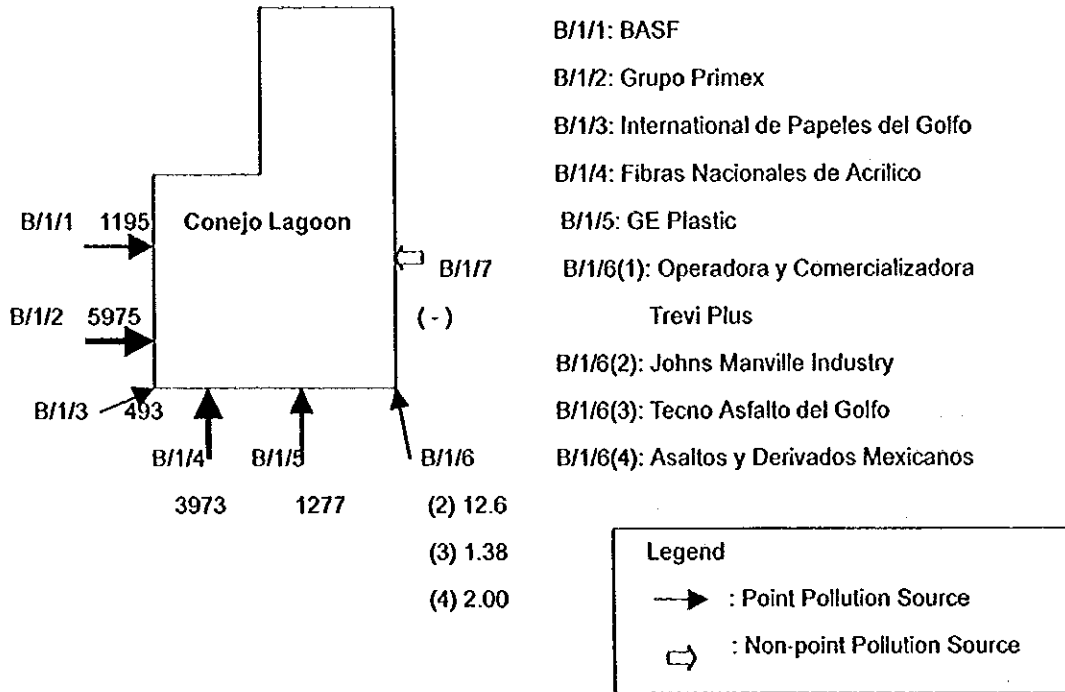 B/1/1: BASF
B/1/2: Grupo Primex
B/1/3: International de Papeles del Golfo
B/1/4: Fibras Nacionales de Acrilico
B/1/5: GE Plastic
B/1/6(1): Operadora y Comercializadora
Trevi Plus
B/1/6(2): Johns Manville Industry
B/1/6(3): Tecno Asfalto del Golfo
B/1/6(4): Asaltos y Derivados Mexicanos
B/1/1 1195
Conejo Lagoon
B/1/7
(-)
B/1/2 5975
B/1/3 493
B/1/4 B/1/5 B/1/6
3973 1277 (2) 12.6
(3) 1.38
(4) 2.00
Legend
: Point Pollution Source
: Non-point Pollution Source